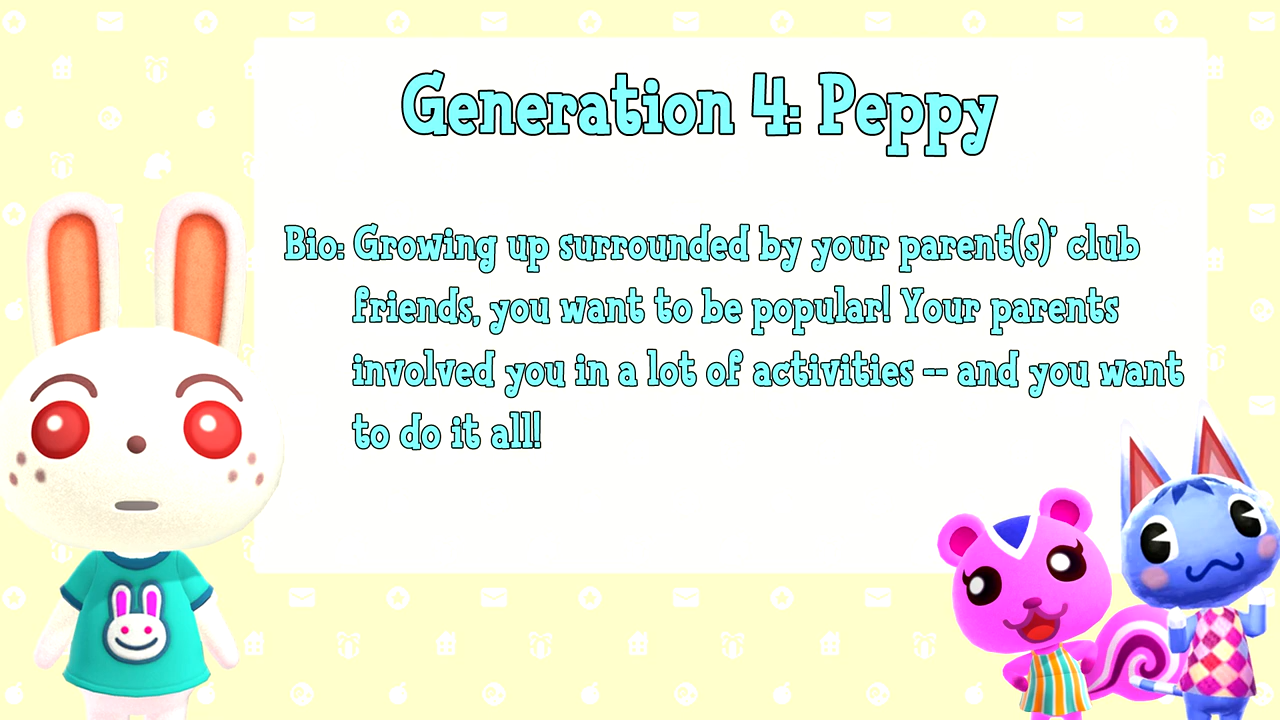 Generation 4: Peppy
Bio: Growing up surrounded by your parent(s)' club
friends, you want to be popular! Your parents
involved you in a lot of activities -- and you want
to do it all!